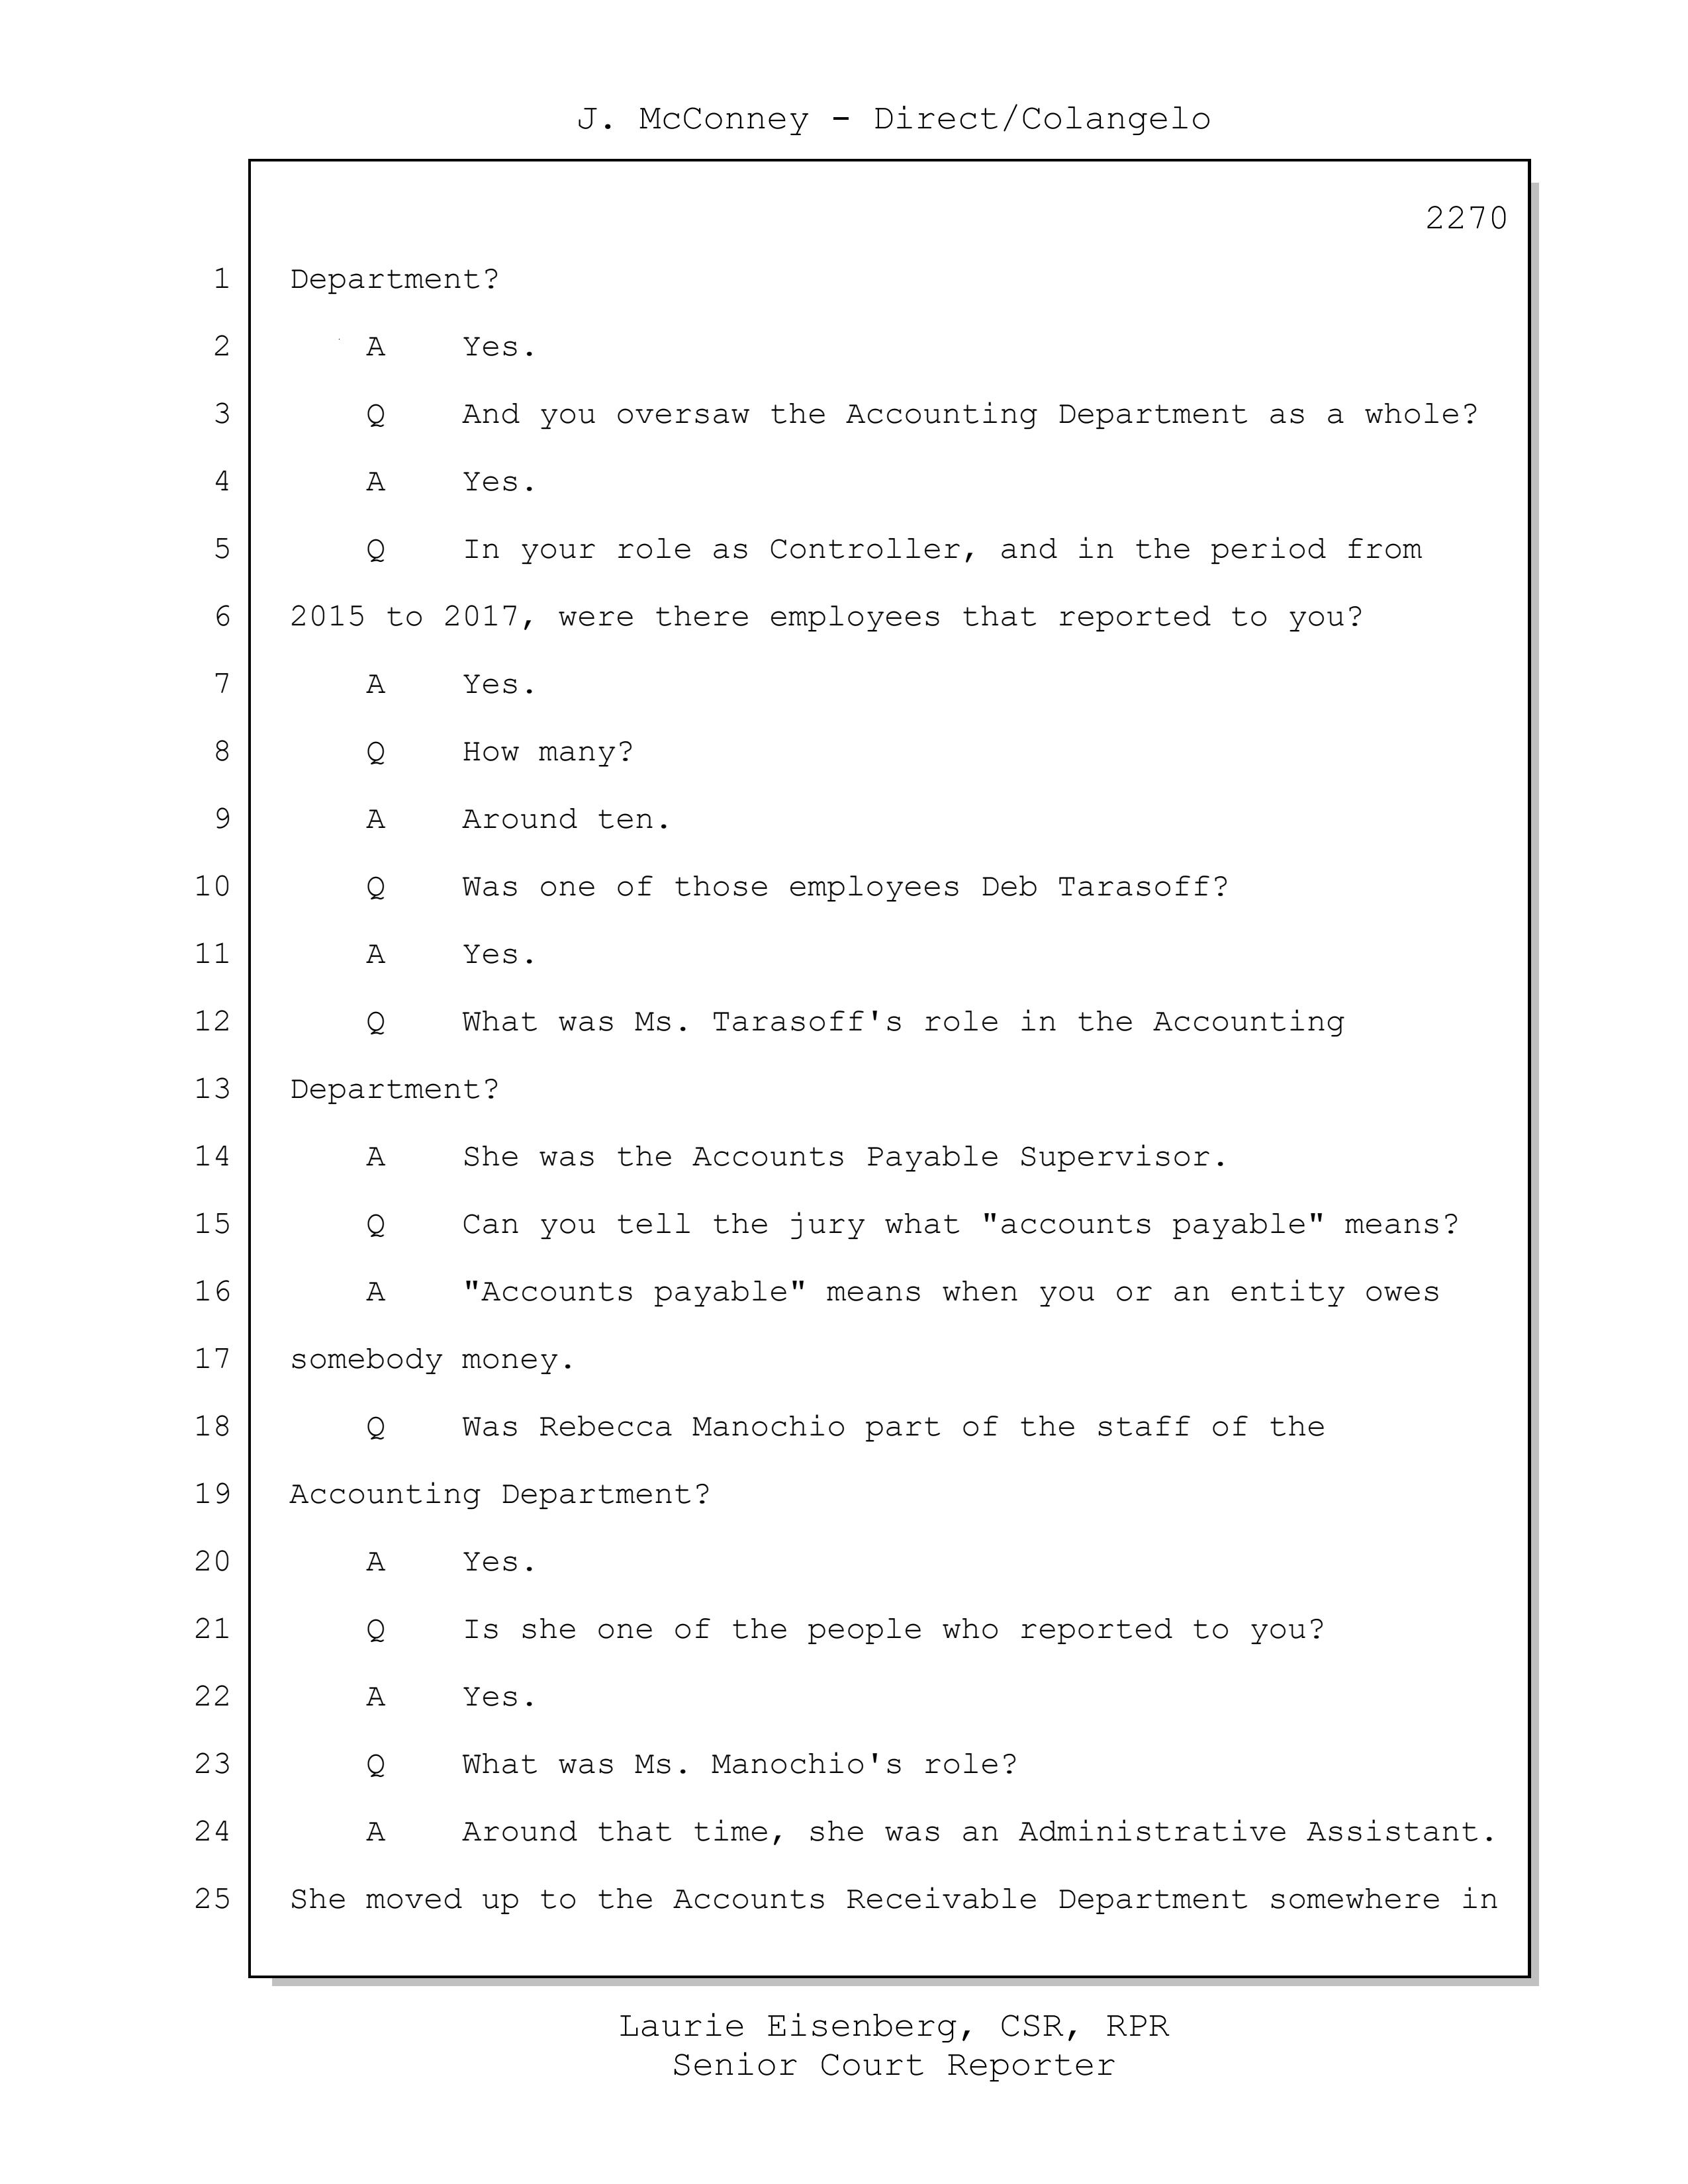 J. McConney - Direct/Colangelo
2270
1 Department?
2 A Yes.
3 Q And you oversaw the Accounting Department as a whole?
4 A Yes.
5 Q In your role as Controller, and in the period from
6 2015 to 2017, were there employees that reported to you?
7 A Yes.
8 Q How many?
9 A Around ten.
10 Q Was one of those employees Deb Tarasoff?
11 A Yes.
12 Q What was Ms. Tarasoff's role in the Accounting
13 Department?
14 A She was the Accounts Payable Supervisor.
15 Q Can you tell the jury what "accounts payable" means?
16 A "Accounts payable" means when you or an entity owes
17 somebody money.
18 Q Was Rebecca Manochio part of the staff of the
19 Accounting Department?
20 A Yes.
21 Q Is she one of the people who reported to you?
22 A Yes.
23 Q What was Ms. Manochio's role?
24 A Around that time, she was an Administrative Assistant.
25 She moved up to the Accounts Receivable Department somewhere in
Laurie Eisenberg, CSR, RPR
Senior Court Reporter